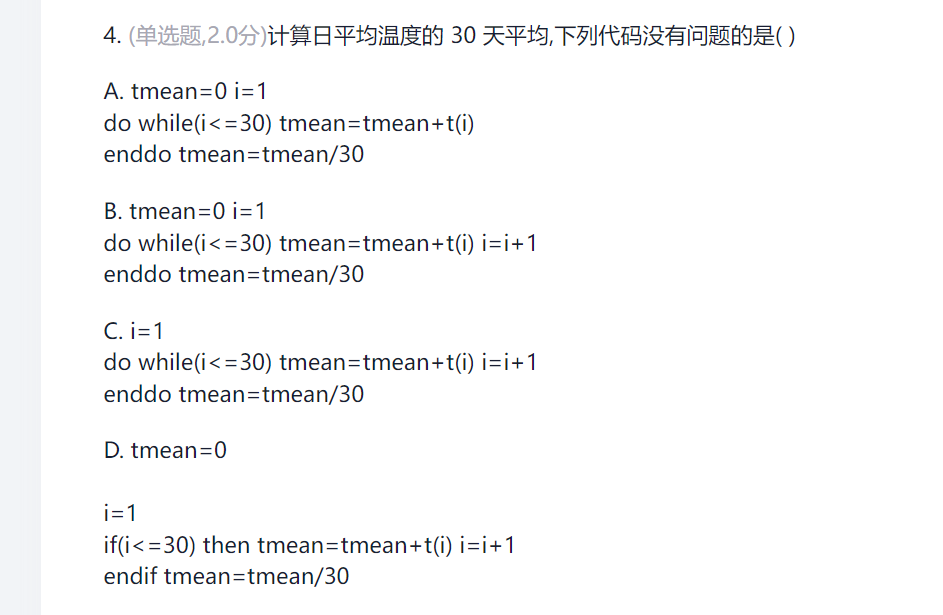 4. (单选题,2.0分)计算日平均温度的 30 天平均,下列代码没有问题的是( )
A. tmean=0 i=1
do while(i<=30) tmean=tmean+t(i)
enddo tmean=tmean/30
B. tmean=0 i=1
do while(i<=30) tmean=tmean+t(i) i=i+1
enddo tmean=tmean/30
C. i=1
do while(i<=30) tmean=tmean+t(i) i=i+1
enddo tmean=tmean/30
D. tmean=0
i=1
if(i<=30) then tmean=tmean+t(i) i=i+1
endif tmean=tmean/30